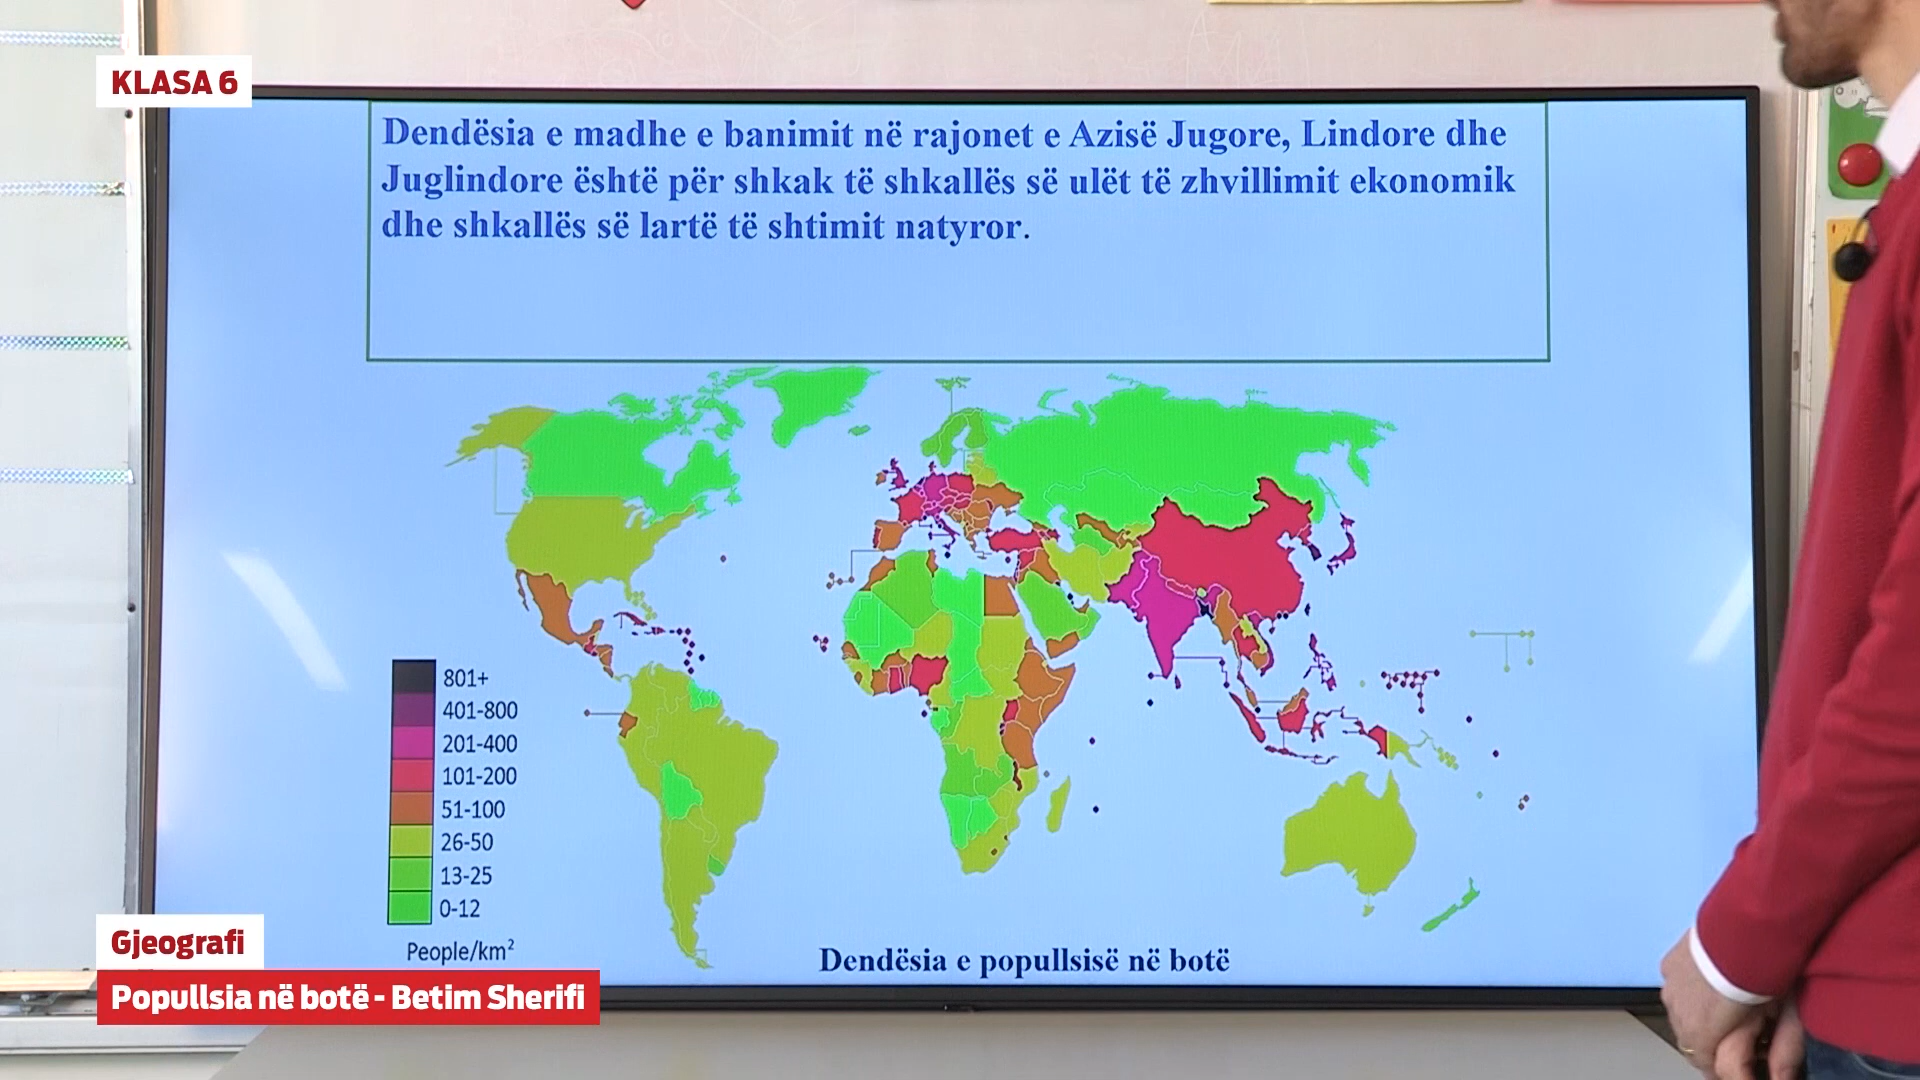 KLASA 6
Dendësia e madhe e banimit në rajonet e Azisë Jugore, Lindore dhe
Juglindore është për shkak të shkallës së ulët të zhvillimit ekonomik
dhe shkallës së lartë të shtimit natyror.
801+
401-800
201-400
101-200
51-100
26-50
13-25
0-12
People/km²
Dendësia e popullsisë në botë
Gjeografi
Popullsia në botë - Betim Sherifi